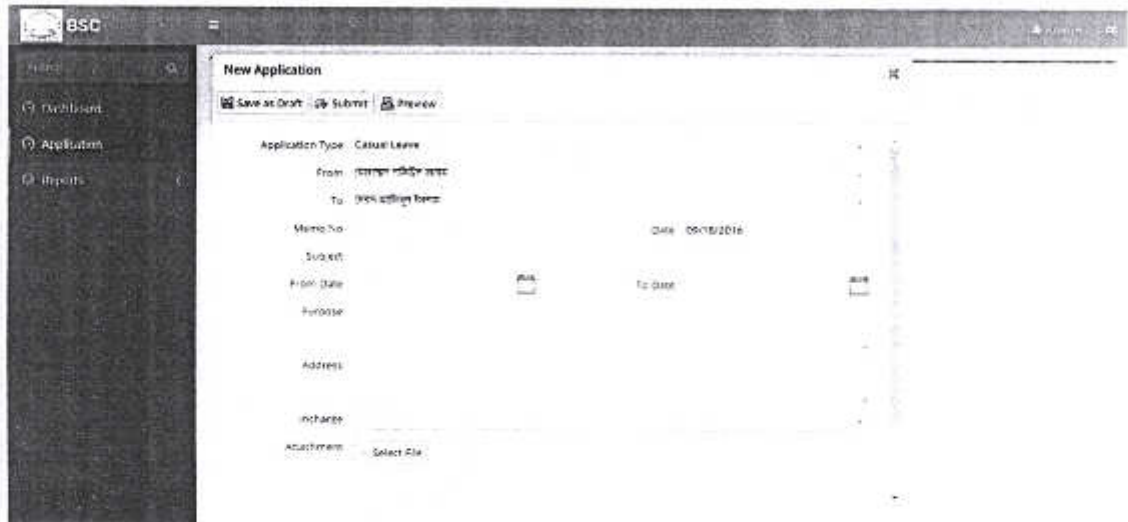 BSC
New Application
Save as Draft Submit Preview
Dashboard
Application
Reports
Application Type Casual Leave
From
To
Memo No Date 09/18/2016
Subject
From Date To Date
Purpose
Address
Incharge
Attachment Select File